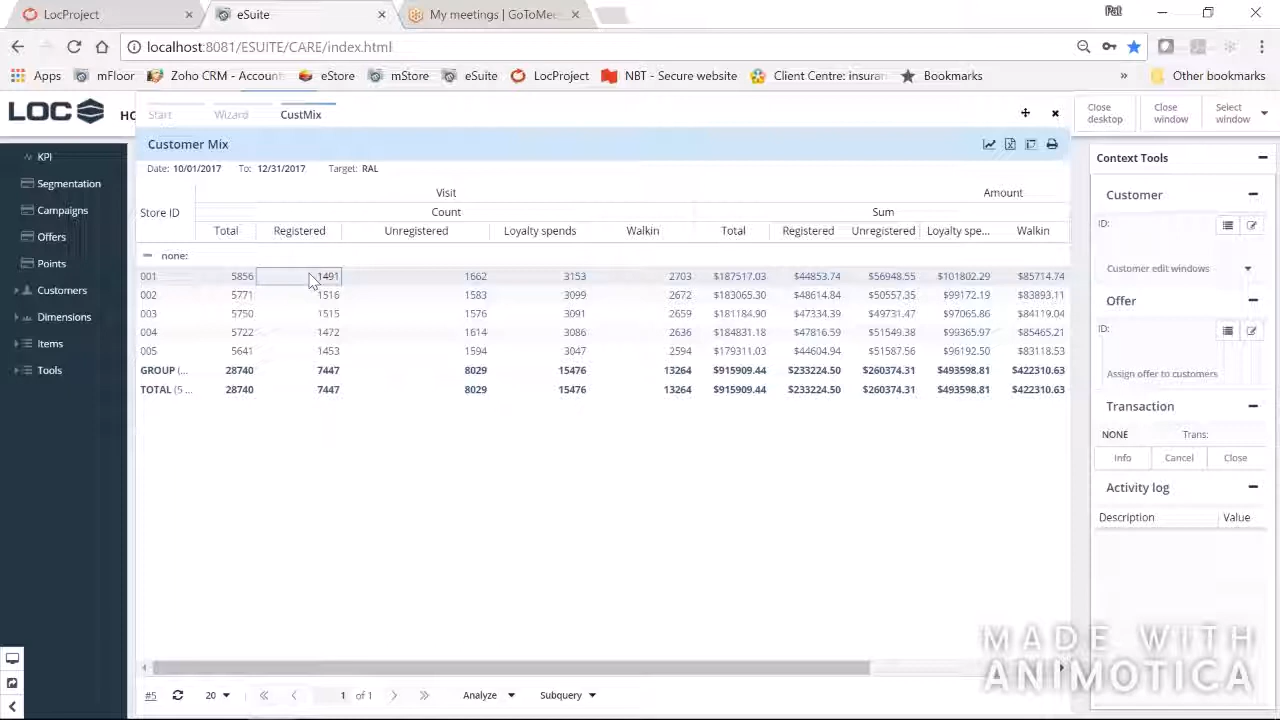 LocProject
eSuite
My meetings | GoToMee
Pat
localhost:8081/ESUITE/CARE/index.html
Apps mFloor Zoho CRM - Account eStore mStore eSuite LocProject NBT - Secure website Client Centre: insuran Bookmarks » Other bookmarks
LOC HO
Start Wizard CustMix
Close desktop Close window Select window
KPI
Segmentation
Campaigns
Offers
Points
Customers
Dimensions
Items
Tools
Customer Mix
Date: 10/01/2017 To: 12/31/2017 Target: RAL
Visit Amount
Store ID Count Sum
Total Registered Unregistered Loyalty spends Walkin Total Registered Unregistered Loyalty spe... Walkin
none:
001 5856 1491 1662 3153 2703 $187517.03 $44853.74 $56948.55 $101802.29 $85714.74
002 5771 1516 1583 3099 2672 $183065.30 $48614.84 $50557.35 $99172.19 $83893.11
003 5750 1515 1576 3091 2659 $181184.90 $47334.39 $49731.47 $97065.86 $84119.04
004 5722 1472 1614 3086 2636 $184831.18 $47816.59 $51549.38 $99365.97 $85465.21
005 5641 1453 1594 3047 2594 $179311.03 $44604.94 $51587.56 $96192.50 $83118.53
GROUP (... 28740 7447 8029 15476 13264 $915909.44 $233224.50 $260374.31 $493598.81 $422310.63
TOTAL (5 ... 28740 7447 8029 15476 13264 $915909.44 $233224.50 $260374.31 $493598.81 $422310.63
#5 20 1 of 1 Analyze Subquery
Context Tools
Customer
ID:
Customer edit windows
Offer
ID:
Assign offer to customers
Transaction
NONE Trans:
Info Cancel Close
Activity log
Description Value
MADE WITH
ANIMOTICA